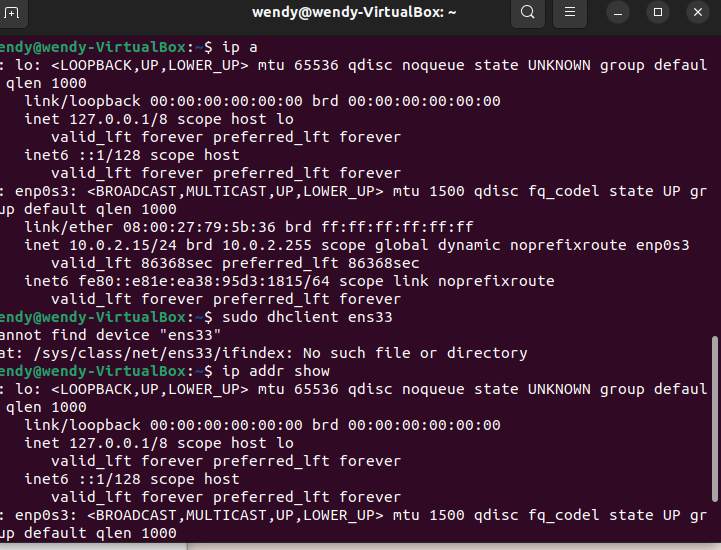 wendy@wendy-VirtualBox: ~
endy@wendy-VirtualBox:~$ ip a
: lo: <LOOPBACK,UP,LOWER_UP> mtu 65536 qdisc noqueue state UNKNOWN group defaul
 qlen 1000
    link/loopback 00:00:00:00:00:00 brd 00:00:00:00:00:00
    inet 127.0.0.1/8 scope host lo
       valid_lft forever preferred_lft forever
    inet6 ::1/128 scope host
       valid_lft forever preferred_lft forever
: enp0s3: <BROADCAST,MULTICAST,UP,LOWER_UP> mtu 1500 qdisc fq_codel state UP gr
up default qlen 1000
    link/ether 08:00:27:79:5b:36 brd ff:ff:ff:ff:ff:ff
    inet 10.0.2.15/24 brd 10.0.2.255 scope global dynamic noprefixroute enp0s3
       valid_lft 86368sec preferred_lft 86368sec
    inet6 fe80::e81e:ea38:95d3:1815/64 scope link noprefixroute
       valid_lft forever preferred_lft forever
endy@wendy-VirtualBox:~$ sudo dhclient ens33
annot find device "ens33"
at: /sys/class/net/ens33/ifindex: No such file or directory
endy@wendy-VirtualBox:~$ ip addr show
: lo: <LOOPBACK,UP,LOWER_UP> mtu 65536 qdisc noqueue state UNKNOWN group defaul
 qlen 1000
    link/loopback 00:00:00:00:00:00 brd 00:00:00:00:00:00
    inet 127.0.0.1/8 scope host lo
       valid_lft forever preferred_lft forever
    inet6 ::1/128 scope host
       valid_lft forever preferred_lft forever
: enp0s3: <BROADCAST,MULTICAST,UP,LOWER_UP> mtu 1500 qdisc fq_codel state UP gr
up default qlen 1000